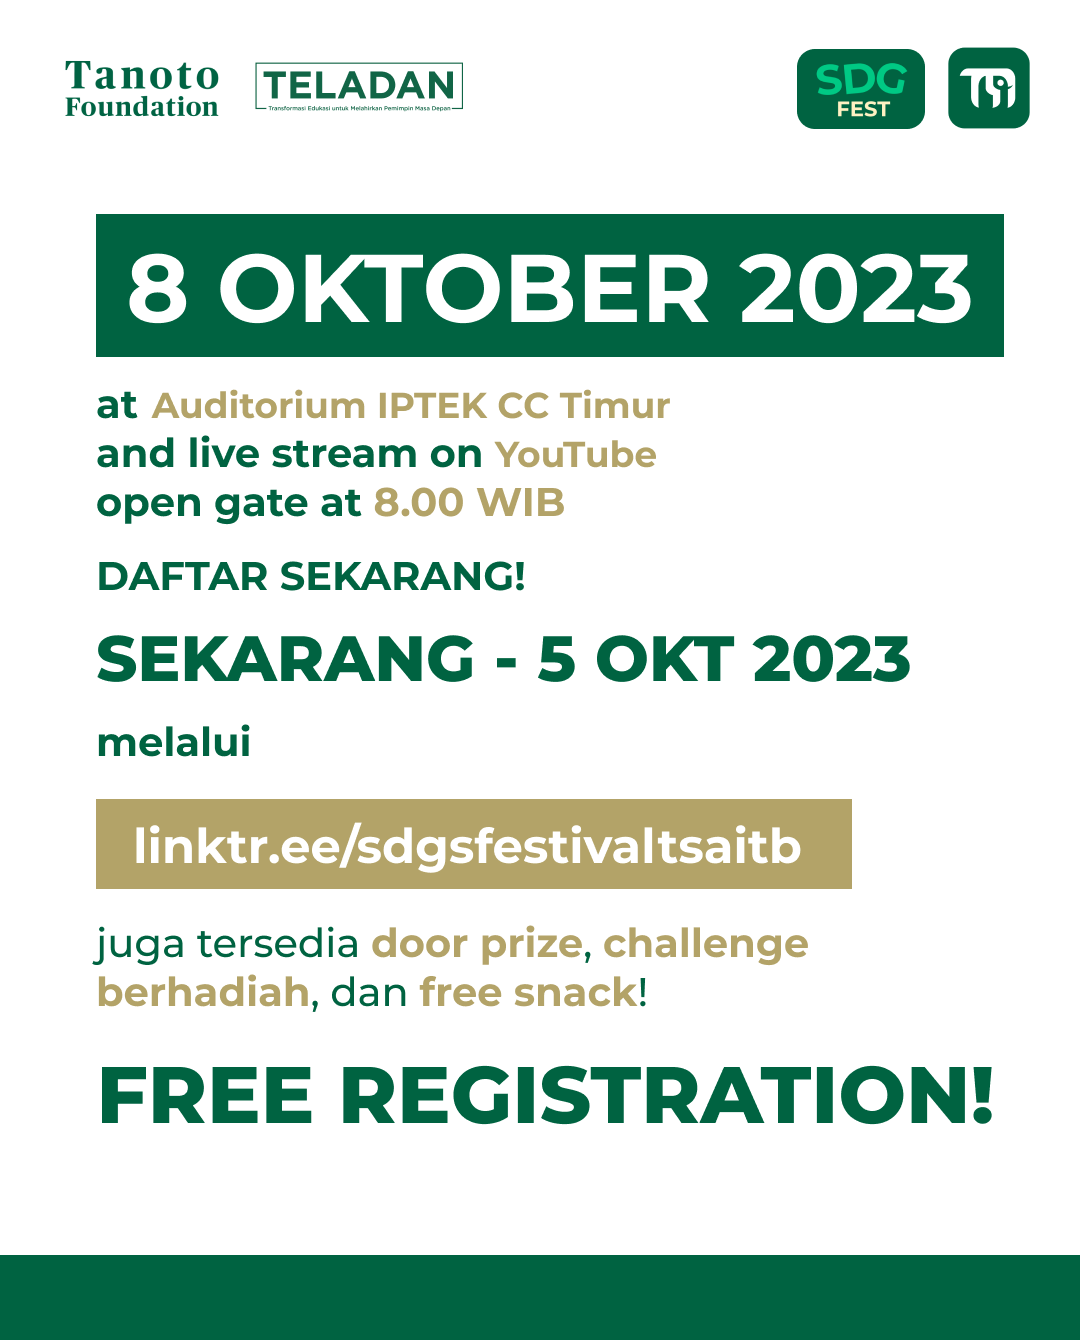 Tanoto
Foundation
TELADAN
Transformasi Edukasi untuk Melahirkan Pemimpin Masa Depan
SDG
FEST
8 OKTOBER 2023
at Auditorium IPTEK CC Timur
and live stream on YouTube
open gate at 8.00 WIB
DAFTAR SEKARANG!
SEKARANG - 5 OKT 2023
melalui
linktr.ee/sdgsfestivaltsaitb
juga tersedia door prize, challenge
berhadiah, dan free snack!
FREE REGISTRATION!